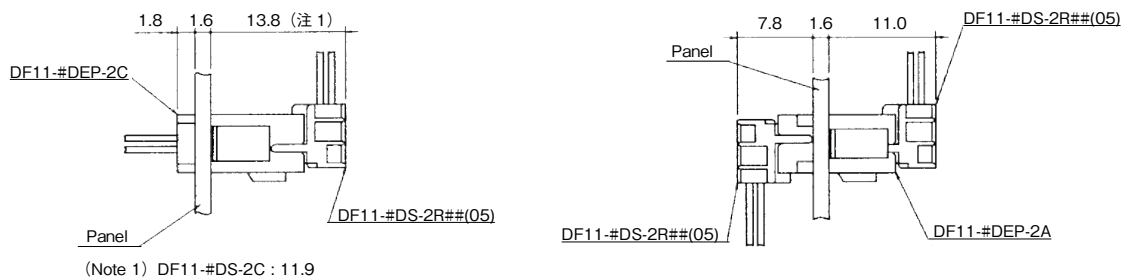 1.8 1.6 13.8（注 1）
DF11-#DEP-2C
DF11-#DS-2R##(05)
Panel
（Note 1）DF11-#DS-2C : 11.9
7.8 1.6 11.0
DF11-#DS-2R##(05)
Panel
DF11-#DS-2R##(05)
DF11-#DEP-2A